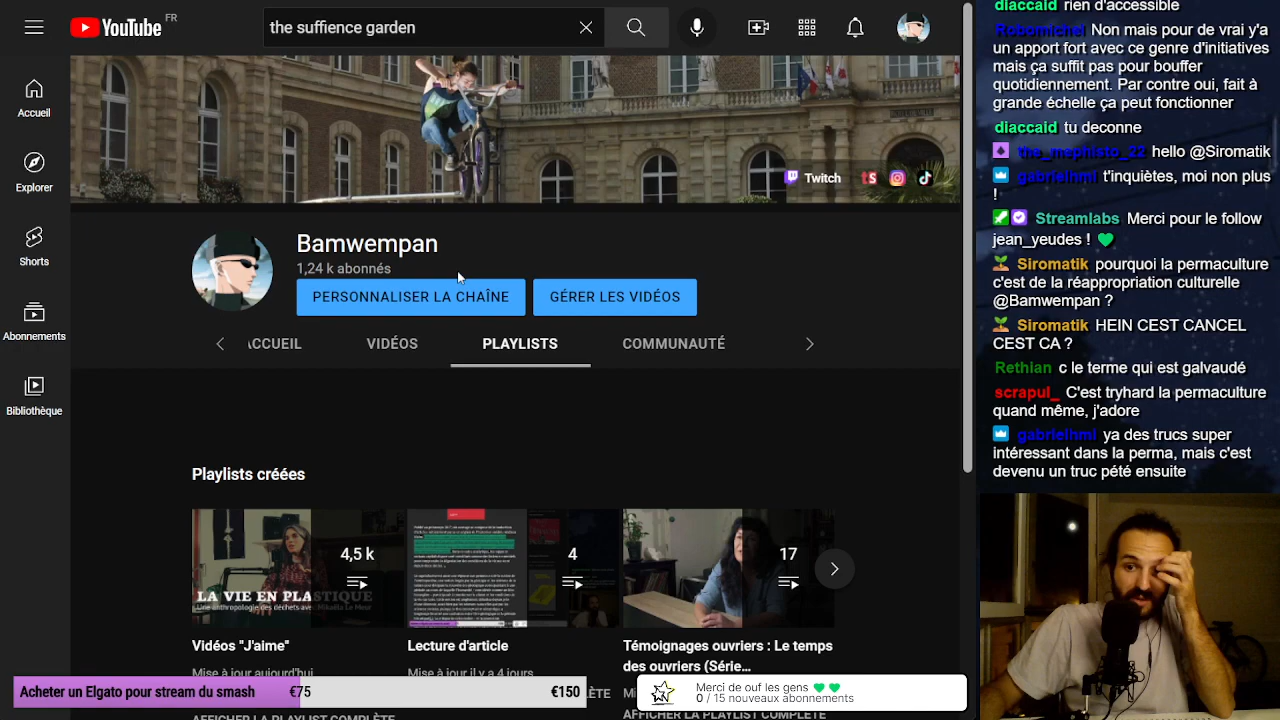 YouTube FR
the suffience garden
Accueil
Explorer
Shorts
Abonnements
Bibliothèque
Twitch
Bamwempan
1,24 k abonnés
PERSONNALISER LA CHAÎNE
GÉRER LES VIDÉOS
ACCUEIL
VIDÉOS
PLAYLISTS
COMMUNAUTÉ
Playlists créées
4,5 k
LA VIE EN PLASTIQUE
Une anthropologie des déchets
Mikaëla Le Meur
4
17
Vidéos "J'aime"
Lecture d'article
Témoignages ouvriers : Le temps
des ouvriers (Série...
Mise à jour aujourd'hui
Mise à jour il y a 4 jours
Acheter un Elgato pour stream du smash
€75
€150
Merci de ouf les gens 💚💚
0 / 15 nouveaux abonnements
AFFICHER LA PLAYLIST COMPLÈTE
AFFICHER LA PLAYLIST COMPLÈTE
diaccaid rien d'accessible
Robomichel Non mais pour de vrai y'a
un apport fort avec ce genre d'initiatives
mais ça suffit pas pour bouffer
quotidiennement. Par contre oui, fait à
grande échelle ça peut fonctionner
diaccaid tu deconne
the_mephisto_22 hello @Siromatik
gabrielhml t'inquiètes, moi non plus
!
Streamlabs Merci pour le follow
jean_yeudes ! 💚
Siromatik pourquoi la permaculture
c'est de la réappropriation culturelle
@Bamwempan ?
Siromatik HEIN CEST CANCEL
CEST CA ?
Rethian c le terme qui est galvaudé
scrapul_ C'est tryhard la permaculture
quand même, j'adore
gabrielhml ya des trucs super
intéressant dans la perma, mais c'est
devenu un truc pété ensuite